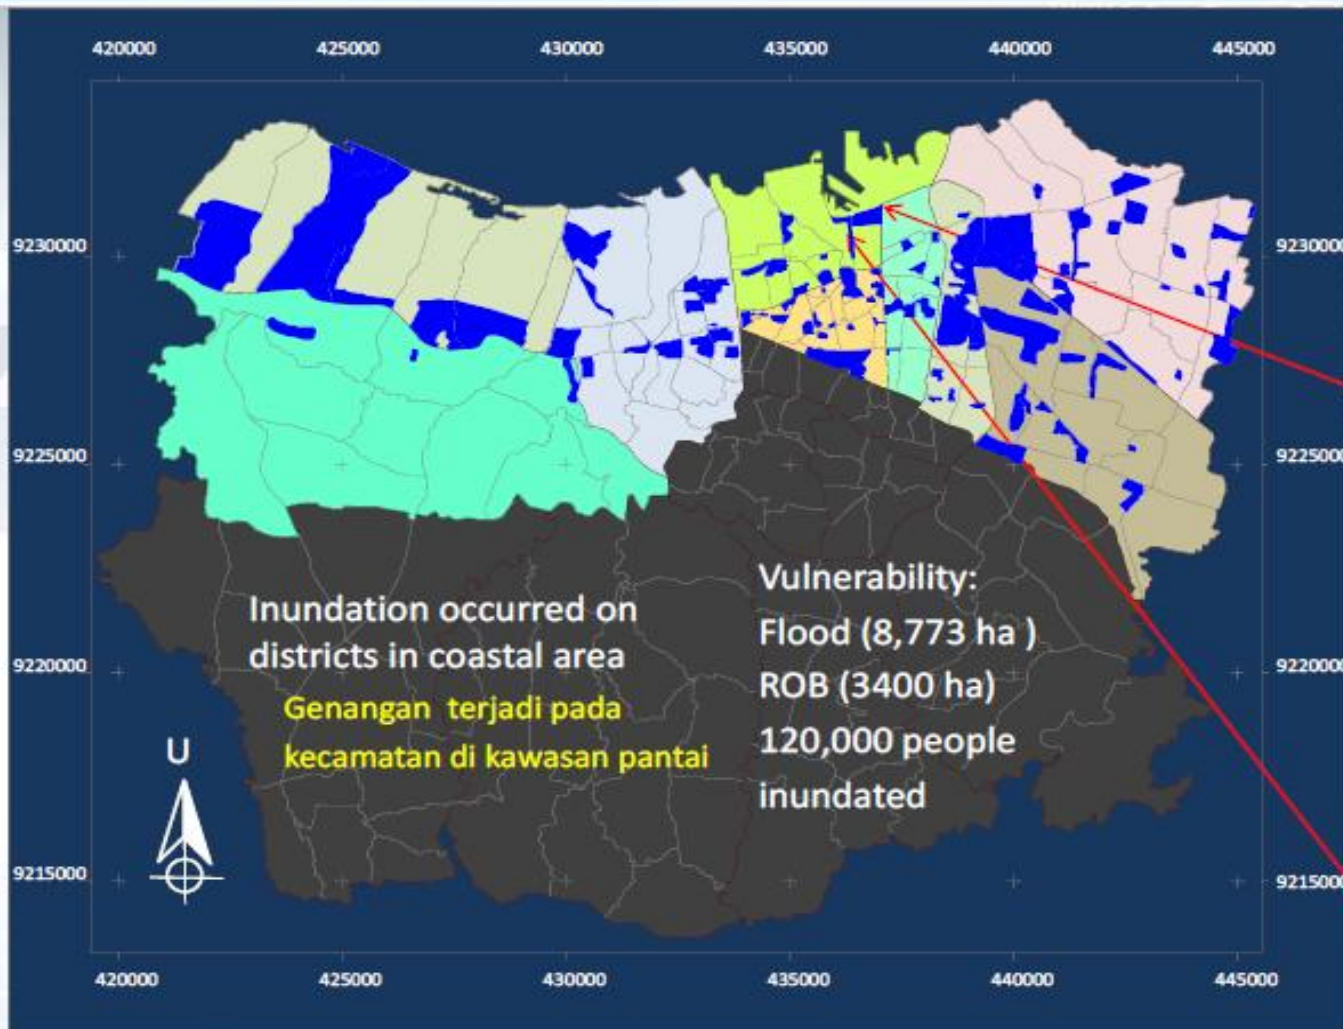 420000 425000 430000 435000 440000 445000
9230000 9230000
9225000 9225000
Inundation occurred on
districts in coastal area
Genangan terjadi pada
kecamatan di kawasan pantai
Vulnerability:
Flood (8,773 ha )
ROB (3400 ha)
120,000 people
inundated
9220000 9220000
U
9215000 9215000
420000 425000 430000 435000 440000 445000